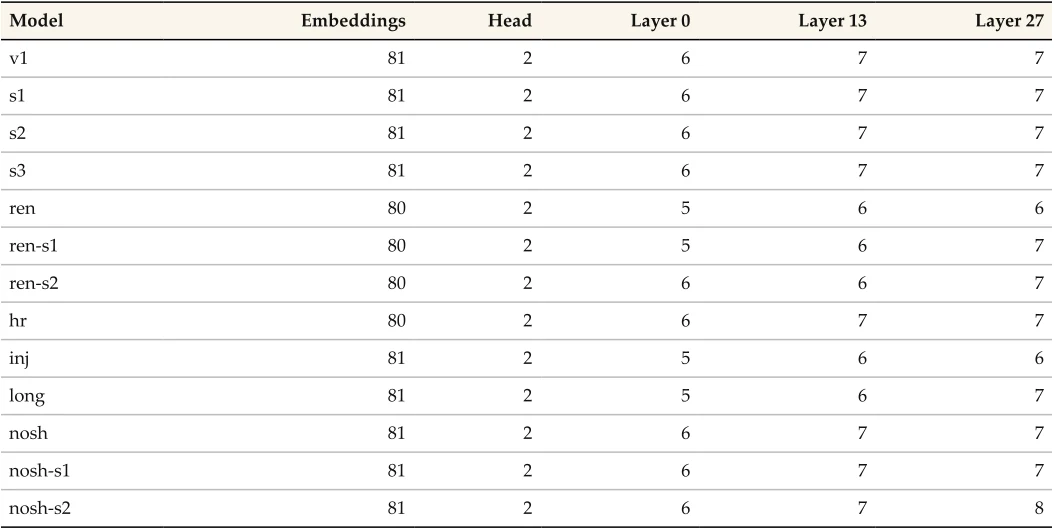 Model Embeddings Head Layer 0 Layer 13 Layer 27
v1 81 2 6 7 7
s1 81 2 6 7 7
s2 81 2 6 7 7
s3 81 2 6 7 7
ren 80 2 5 6 6
ren-s1 80 2 5 6 7
ren-s2 80 2 6 6 7
hr 80 2 6 7 7
inj 81 2 5 6 6
long 81 2 5 6 7
nosh 81 2 6 7 7
nosh-s1 81 2 6 7 7
nosh-s2 81 2 6 7 8